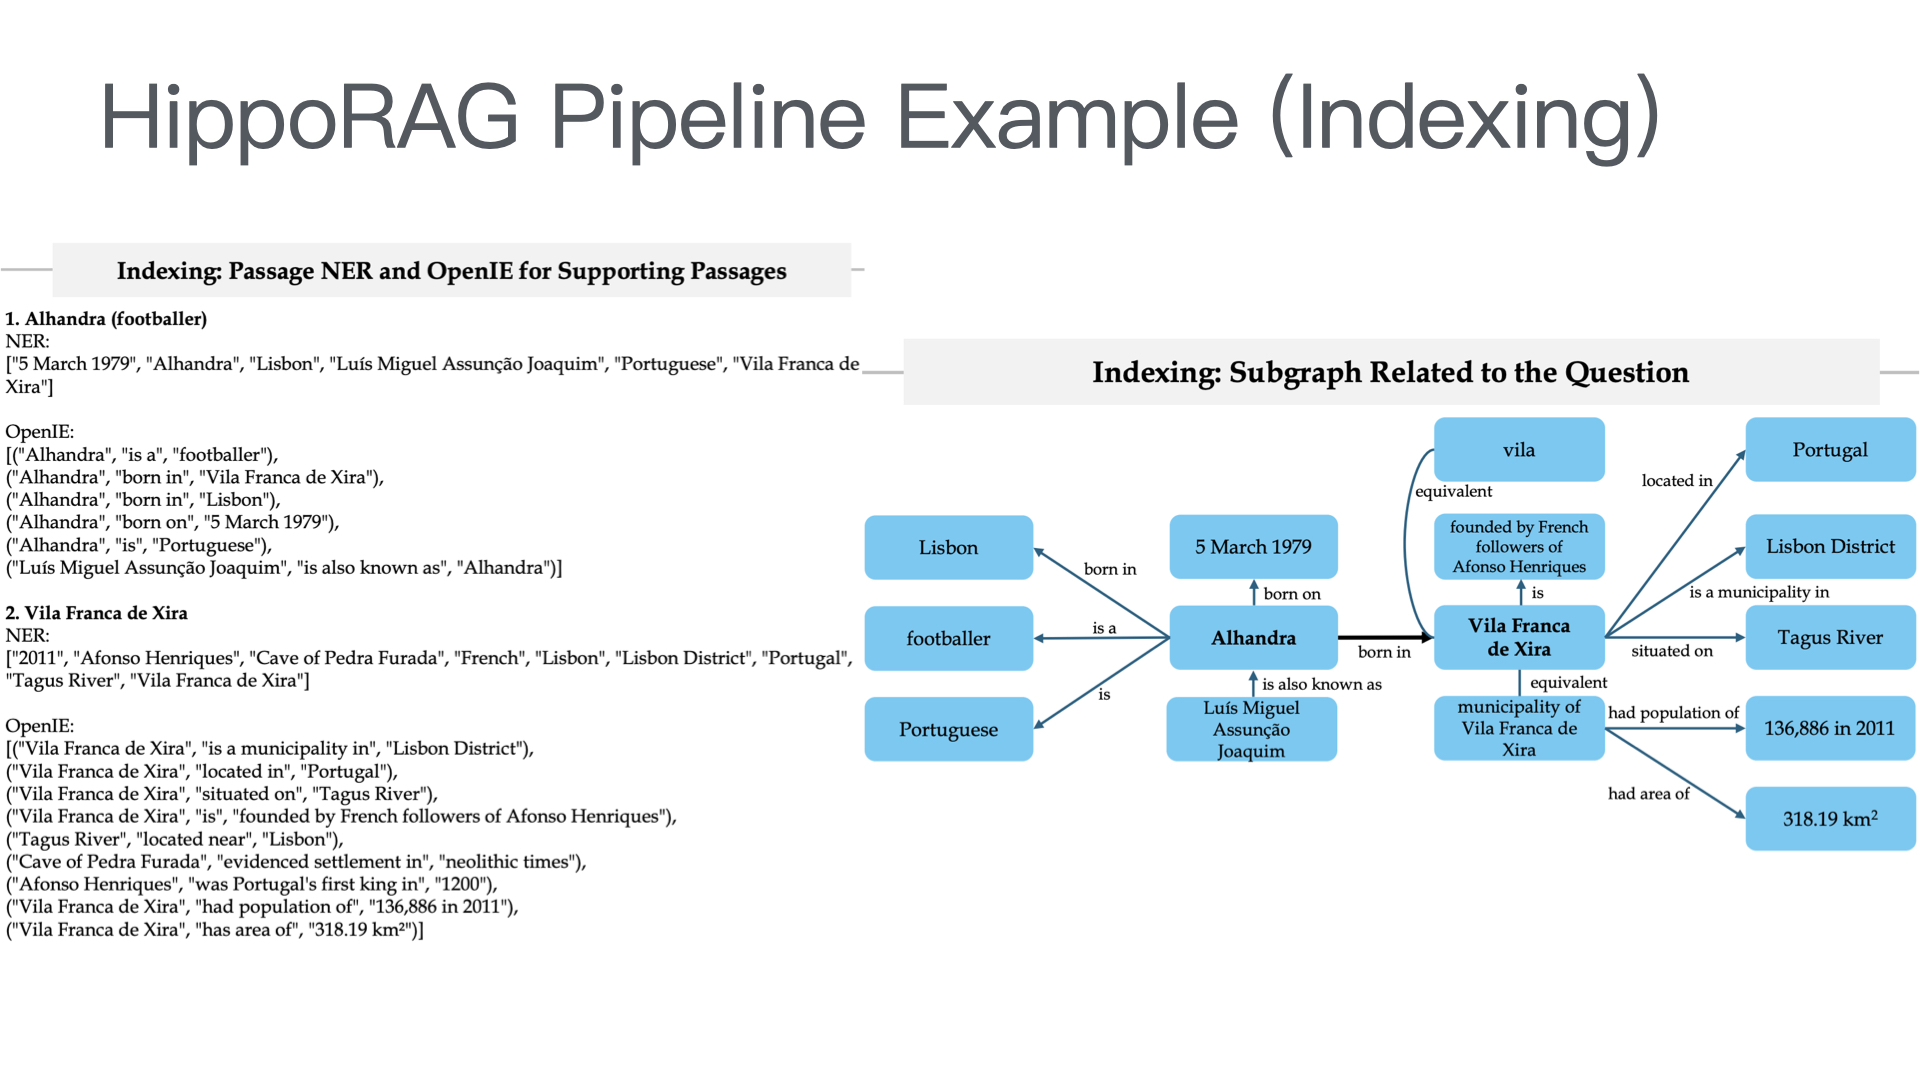 HippoRAG Pipeline Example (Indexing)
Indexing: Passage NER and OpenIE for Supporting Passages
1. Alhandra (footballer)
NER:
["5 March 1979", "Alhandra", "Lisbon", "Luís Miguel Assunção Joaquim", "Portuguese", "Vila Franca de
Xira"]
OpenIE:
[("Alhandra", "is a", "footballer"),
("Alhandra", "born in", "Vila Franca de Xira"),
("Alhandra", "born in", "Lisbon"),
("Alhandra", "born on", "5 March 1979"),
("Alhandra", "is", "Portuguese"),
("Luís Miguel Assunção Joaquim", "is also known as", "Alhandra")]
2. Vila Franca de Xira
NER:
["2011", "Afonso Henriques", "Cave of Pedra Furada", "French", "Lisbon", "Lisbon District", "Portugal",
"Tagus River", "Vila Franca de Xira"]
OpenIE:
[("Vila Franca de Xira", "is a municipality in", "Lisbon District"),
("Vila Franca de Xira", "located in", "Portugal"),
("Vila Franca de Xira", "situated on", "Tagus River"),
("Vila Franca de Xira", "is", "founded by French followers of Afonso Henriques"),
("Tagus River", "located near", "Lisbon"),
("Cave of Pedra Furada", "evidenced settlement in", "neolithic times"),
("Afonso Henriques", "was Portugal's first king in", "1200"),
("Vila Franca de Xira", "had population of", "136,886 in 2011"),
("Vila Franca de Xira", "has area of", "318.19 km²")]
Indexing: Subgraph Related to the Question
vila
Portugal
located in
equivalent
Lisbon
5 March 1979
founded by French
followers of
Afonso Henriques
Lisbon District
born in
born on
is
is a municipality in
footballer
is a
Alhandra
born in
Vila Franca
de Xira
Tagus River
situated on
is
is also known as
equivalent
Portuguese
Luís Miguel
Assunção
Joaquim
municipality of
Vila Franca de
Xira
had population of
136,886 in 2011
had area of
318.19 km²